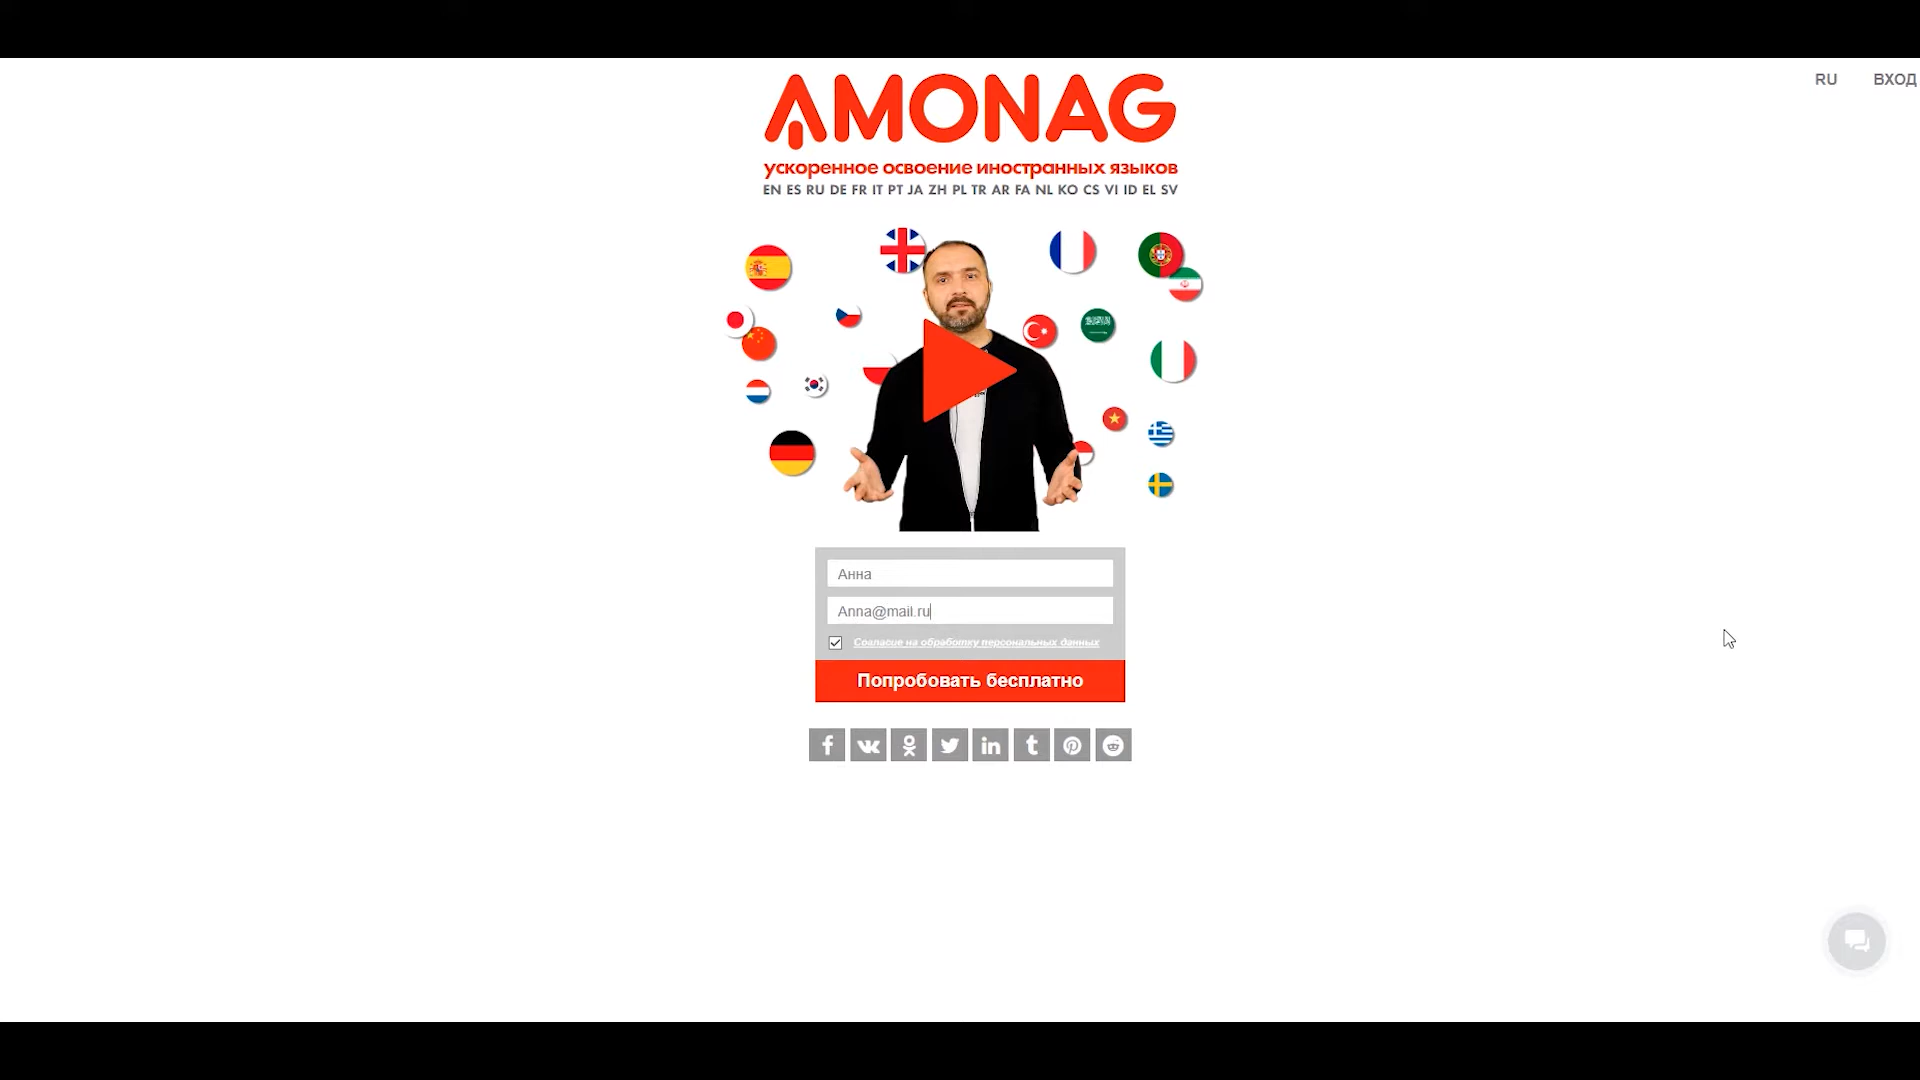 RU ВХОД
AMONAG
ускоренное освоение иностранных языков
EN ES RU DE FR IT PT JA ZH PL TR AR FA NL KO CS VI ID EL SV
Анна
Anna@mail.ru
Согласие на обработку персональных данных
Попробовать бесплатно